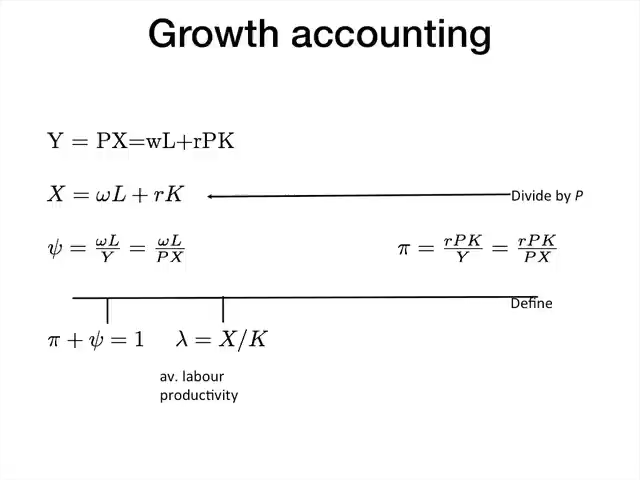 Growth accounting
Y = PX=wL+rPK
X = ωL + rK
Divide by P
ψ = ωL/Y = ωL/PX
π = rPK/Y = rPK/PX
Define
π + ψ = 1
λ = X/K
av. labour
productivity